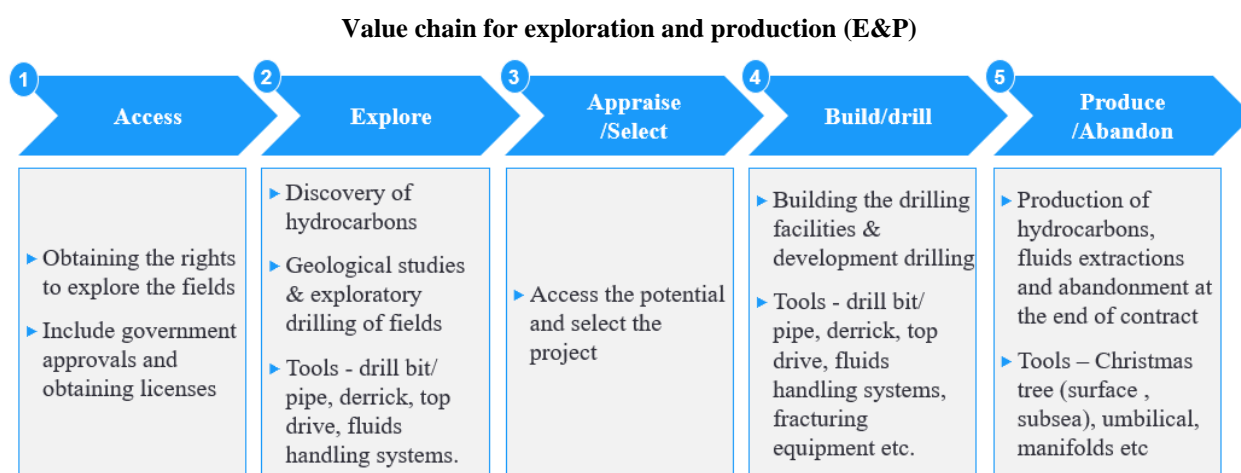 Value chain for exploration and production (E&P)
1
Access
2
Explore
3
Appraise
/Select
4
Build/drill
5
Produce
/Abandon
Obtaining the rights
to explore the fields
Include government
approvals and
obtaining licenses
Discovery of
hydrocarbons
Geological studies
& exploratory
drilling of fields
Tools - drill bit/
pipe, derrick, top
drive, fluids
handling systems.
Access the potential
and select the
project
Building the drilling
facilities &
development drilling
Tools - drill bit/
pipe, derrick, top
drive, fluids
handling systems,
fracturing
equipment etc.
Production of
hydrocarbons,
fluids extractions
and abandonment at
the end of contract
Tools – Christmas
tree (surface ,
subsea), umbilical,
manifolds etc